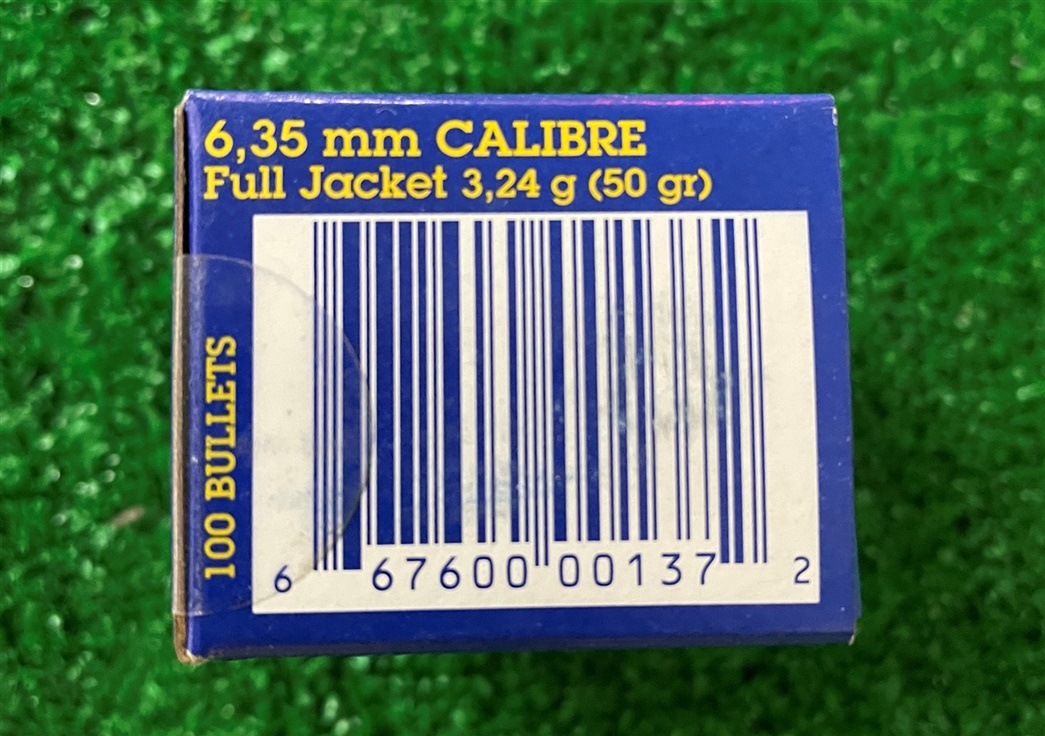 6,35 mm CALIBRE
Full Jacket 3,24 g (50 gr)
100 BULLETS
6 67600 00137 2